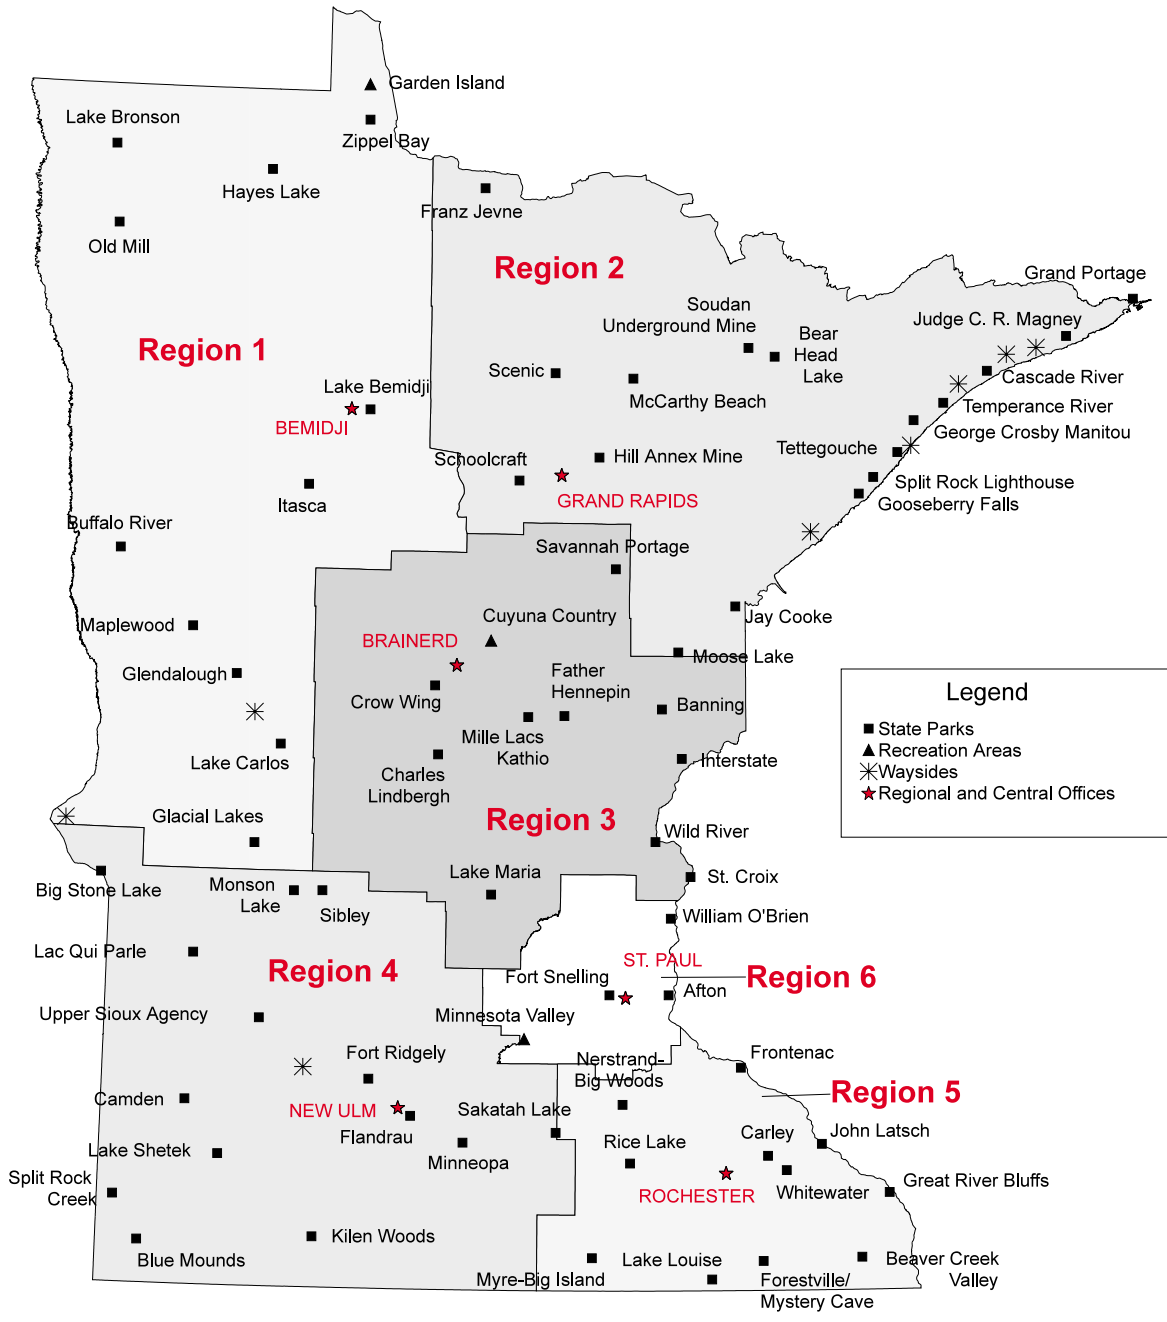 Garden Island
Lake Bronson
Zippel Bay
Hayes Lake
Franz Jevne
Old Mill
Region 2
Grand Portage
Soudan
Underground Mine
Judge C. R. Magney
Bear
Head
Lake
Region 1
Scenic
Cascade River
Lake Bemidji
McCarthy Beach
Temperance River
BEMIDJI
George Crosby Manitou
Tettegouche
Schoolcraft
Hill Annex Mine
Split Rock Lighthouse
GRAND RAPIDS
Gooseberry Falls
Itasca
Buffalo River
Savannah Portage
Cuyuna Country
Jay Cooke
Maplewood
BRAINERD
Moose Lake
Glendalough
Father
Hennepin
Crow Wing
Banning
Mille Lacs
Kathio
Lake Carlos
Charles
Lindbergh
Interstate
Legend
State Parks
Recreation Areas
Waysides
Regional and Central Offices
Glacial Lakes
Region 3
Wild River
Lake Maria
St. Croix
Big Stone Lake
Monson
Lake
Sibley
William O'Brien
Lac Qui Parle
Region 4
ST. PAUL
Region 6
Fort Snelling
Afton
Upper Sioux Agency
Minnesota Valley
Fort Ridgely
Nerstrand-
Big Woods
Frontenac
Region 5
Camden
NEW ULM
Sakatah Lake
Flandrau
Rice Lake
Carley
John Latsch
Lake Shetek
Minneopa
Split Rock
Creek
ROCHESTER
Whitewater
Great River Bluffs
Kilen Woods
Blue Mounds
Lake Louise
Beaver Creek
Valley
Myre-Big Island
Forestville/
Mystery Cave